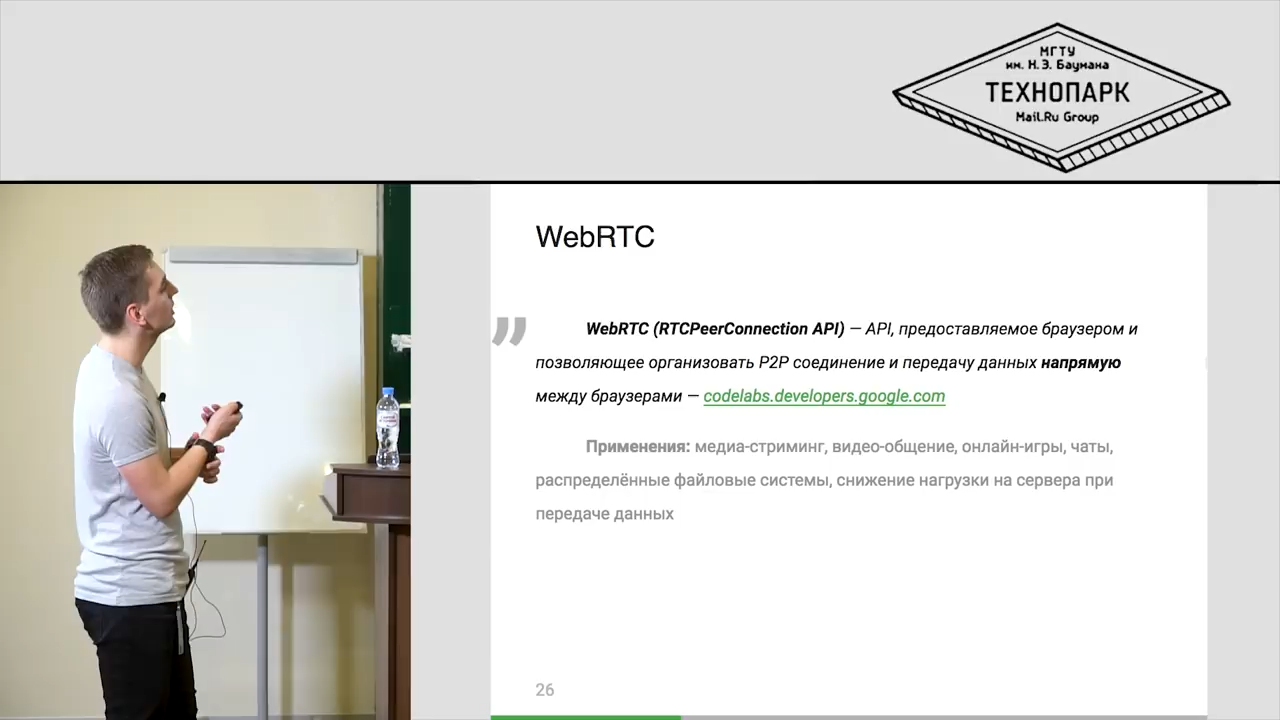 МГТУ
им. Н.Э. Баумана
ТЕХНОПАРК
Mail.Ru Group
WebRTC
WebRTC (RTCPeerConnection API) — API, предоставляемое браузером и
позволяющее организовать P2P соединение и передачу данных напрямую
между браузерами — codelabs.developers.google.com
Применения: медиа-стриминг, видео-общение, онлайн-игры, чаты,
распределённые файловые системы, снижение нагрузки на сервера при
передаче данных
26